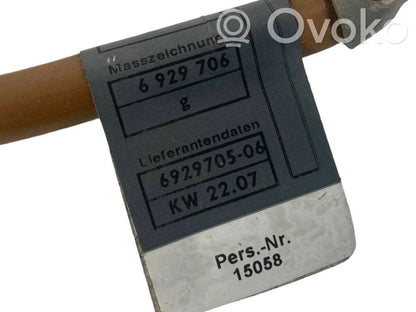 Ovoko
Masszeichnung
6 929 706
g
Lieferantendaten
6929705-06
KW 22.07
Pers.-Nr.
15058